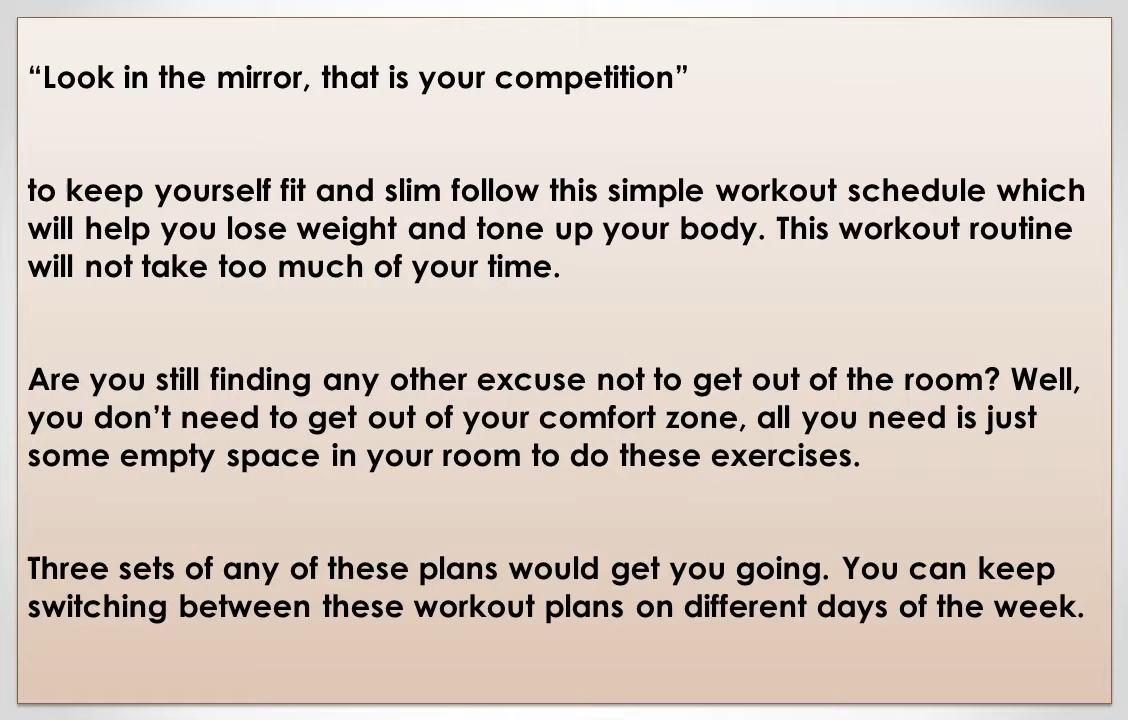 “Look in the mirror, that is your competition”
to keep yourself fit and slim follow this simple workout schedule which
will help you lose weight and tone up your body. This workout routine
will not take too much of your time.
Are you still finding any other excuse not to get out of the room? Well,
you don’t need to get out of your comfort zone, all you need is just
some empty space in your room to do these exercises.
Three sets of any of these plans would get you going. You can keep
switching between these workout plans on different days of the week.